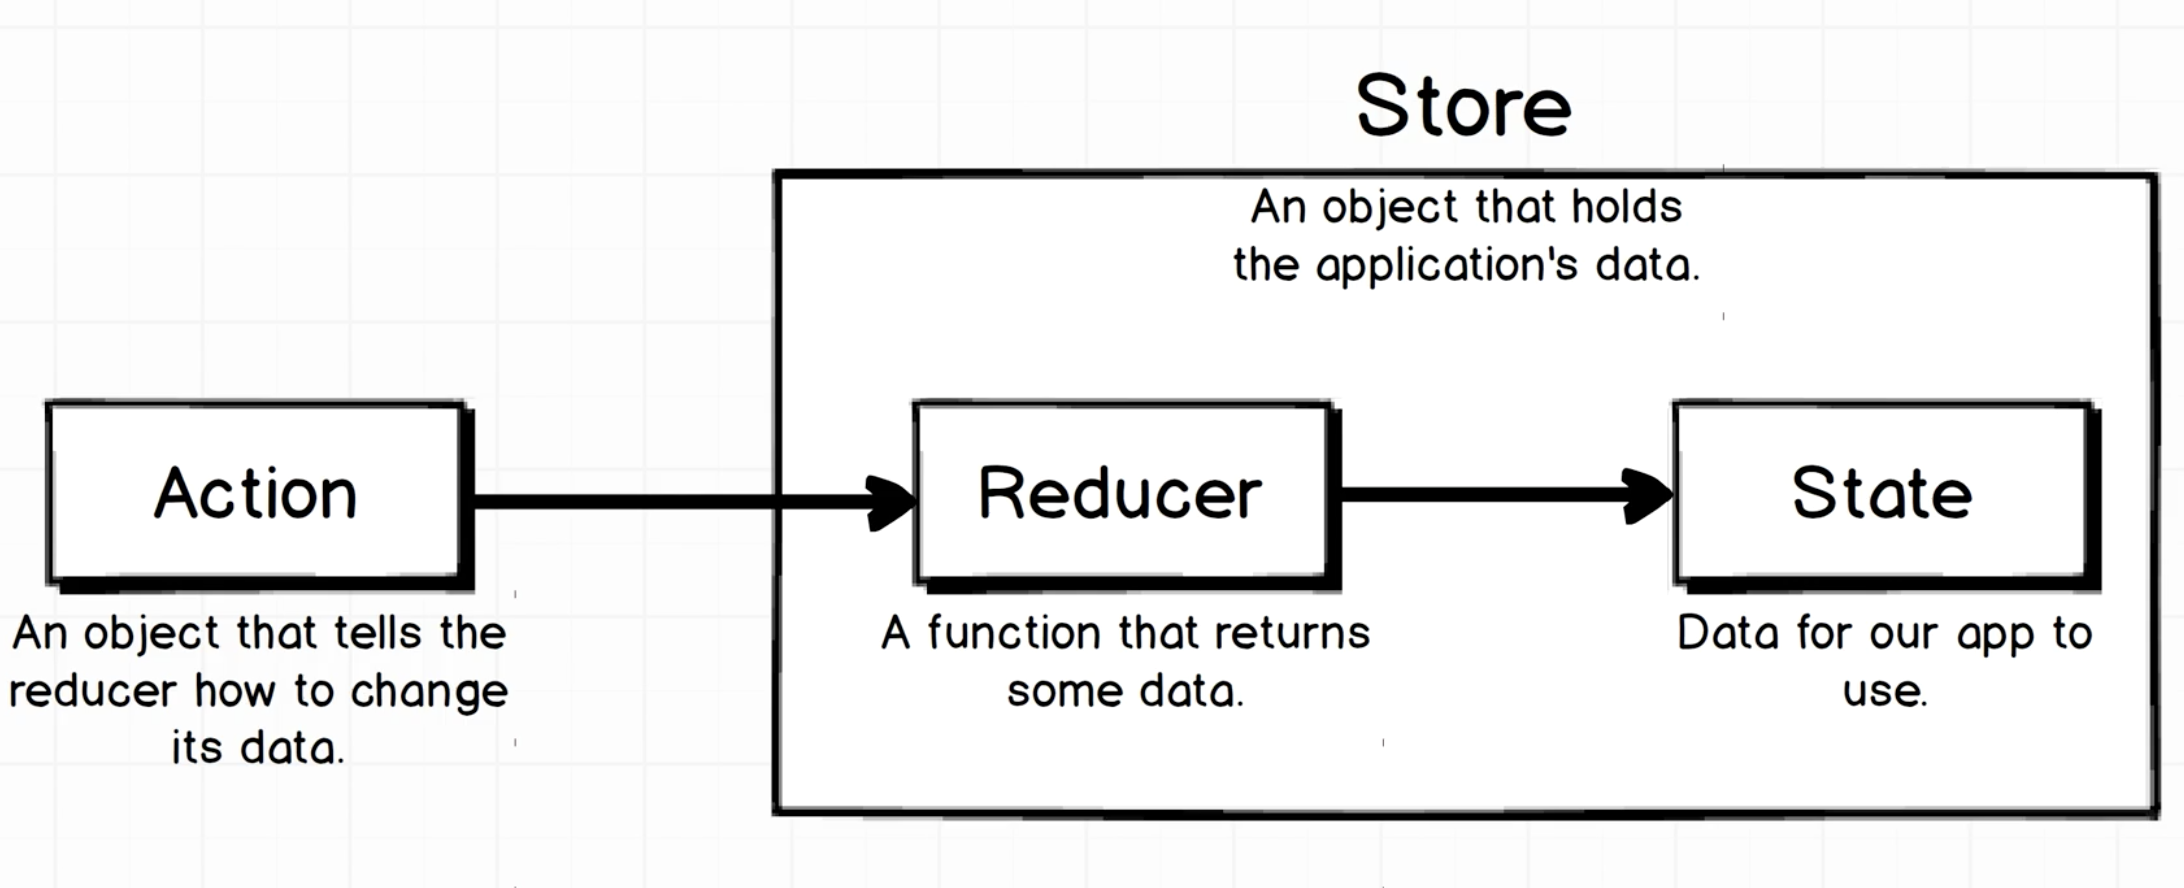 Store
An object that holds
the application's data.
Action
Reducer
State
An object that tells the
reducer how to change
its data.
A function that returns
some data.
Data for our app to
use.